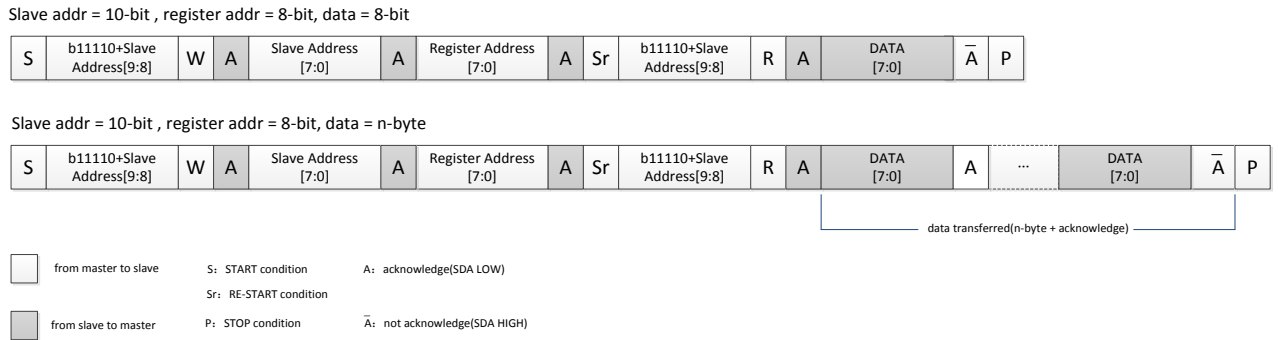 Slave addr = 10-bit , register addr = 8-bit, data = 8-bit
S b11110+Slave Address[9:8] W A Slave Address [7:0] A Register Address [7:0] A Sr b11110+Slave Address[9:8] R A DATA [7:0] A̅ P
Slave addr = 10-bit , register addr = 8-bit, data = n-byte
S b11110+Slave Address[9:8] W A Slave Address [7:0] A Register Address [7:0] A Sr b11110+Slave Address[9:8] R A DATA [7:0] A ... DATA [7:0] A̅ P
data transferred(n-byte + acknowledge)
from master to slave S: START condition A: acknowledge(SDA LOW)
Sr: RE-START condition
from slave to master P: STOP condition A̅: not acknowledge(SDA HIGH)